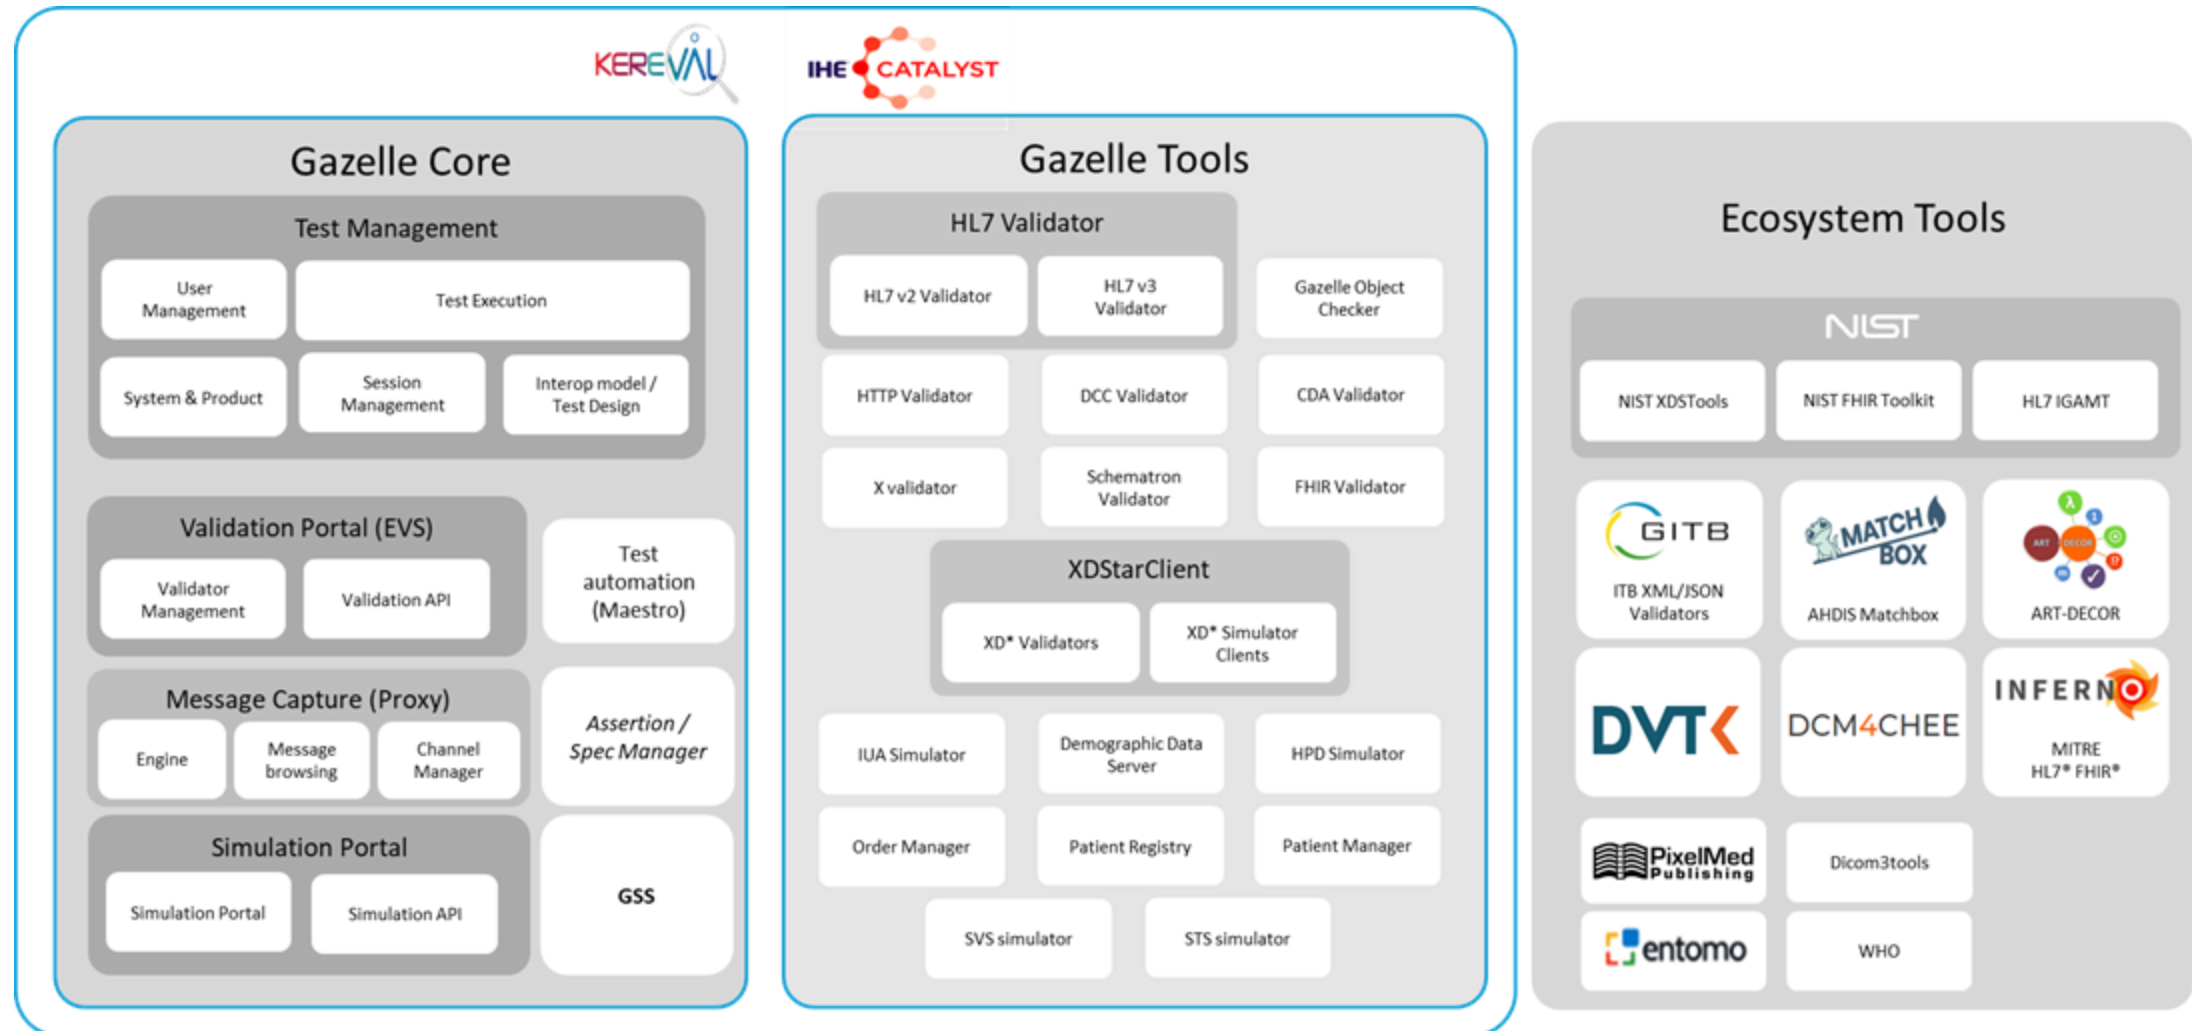 KEREVAL
IHE CATALYST
Gazelle Core
Test Management
User
Management
Test Execution
System & Product
Session
Management
Interop model /
Test Design
Validation Portal (EVS)
Validator
Management
Validation API
Test
automation
(Maestro)
Message Capture (Proxy)
Engine
Message
browsing
Channel
Manager
Assertion /
Spec Manager
Simulation Portal
Simulation Portal
Simulation API
GSS
Gazelle Tools
HL7 Validator
HL7 v2 Validator
HL7 v3
Validator
Gazelle Object
Checker
HTTP Validator
DCC Validator
CDA Validator
X validator
Schematron
Validator
FHIR Validator
XDStarClient
XD* Validators
XD* Simulator
Clients
IUA Simulator
Demographic Data
Server
HPD Simulator
Order Manager
Patient Registry
Patient Manager
SVS simulator
STS simulator
Ecosystem Tools
NIST
NIST XDSTools
NIST FHIR Toolkit
HL7 IGAMT
GITB
ITB XML/JSON
Validators
MATCH
BOX
AHDIS Matchbox
ART DECOR
ART-DECOR
DVTK
DCM4CHEE
INFERNO
MITRE
HL7® FHIR®
PixelMed
Publishing
Dicom3tools
entomo
WHO